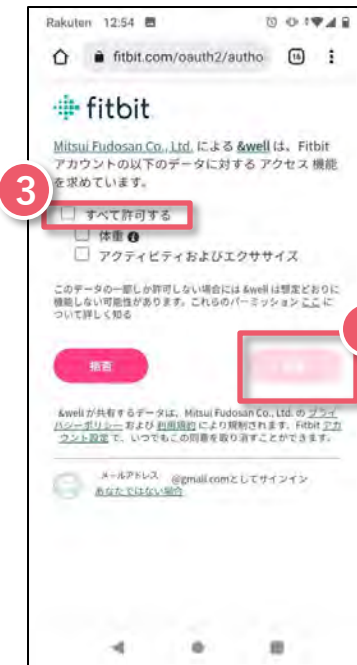 Rakuten 12:54
fitbit.com/oauth2/autho
fitbit
Mitsui Fudosan Co., Ltd. による &well は、Fitbit
アカウントの以下のデータに対する アクセス 機能
を求めています。
3
すべて許可する
体重
アクティビティおよびエクササイズ
このデータの一部しか許可しない場合には &well は想定どおりに
機能しない可能性があります。これらのパーミッション ここ に
ついて詳しく知る
拒否
&well が共有するデータは、Mitsui Fudosan Co., Ltd. の プライ
バシーポリシー および 利用規約 により規制されます。Fitbit アカ
ウント設定 で、いつでもこの同意を取り消すことができます。
メールアドレス @gmail.comとしてサインイン
あなたではない場合